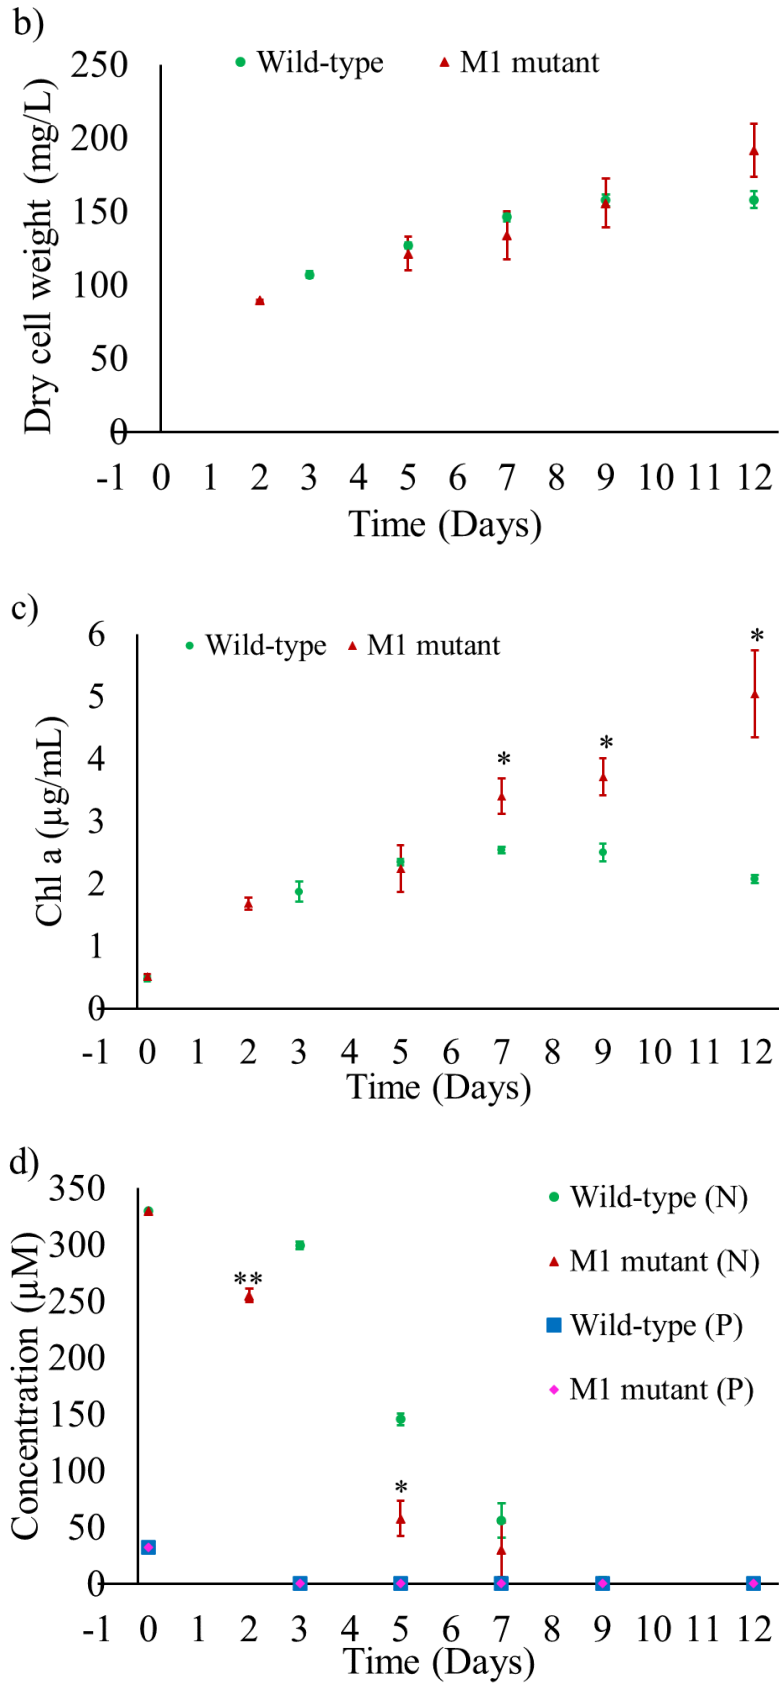 b)
Wild-type M1 mutant
Dry cell weight (mg/L)
250
200
150
100
50
0
-1 0 1 2 3 4 5 6 7 8 9 10 11 12
Time (Days)
c)
Wild-type M1 mutant
Chl a (µg/mL)
6
5
4
3
2
1
0
*
*
*
-1 0 1 2 3 4 5 6 7 8 9 10 11 12
Time (Days)
d)
Concentration (µM)
350
300
250
200
150
100
50
0
Wild-type (N)
M1 mutant (N)
Wild-type (P)
M1 mutant (P)
**
*
-1 0 1 2 3 4 5 6 7 8 9 10 11 12
Time (Days)